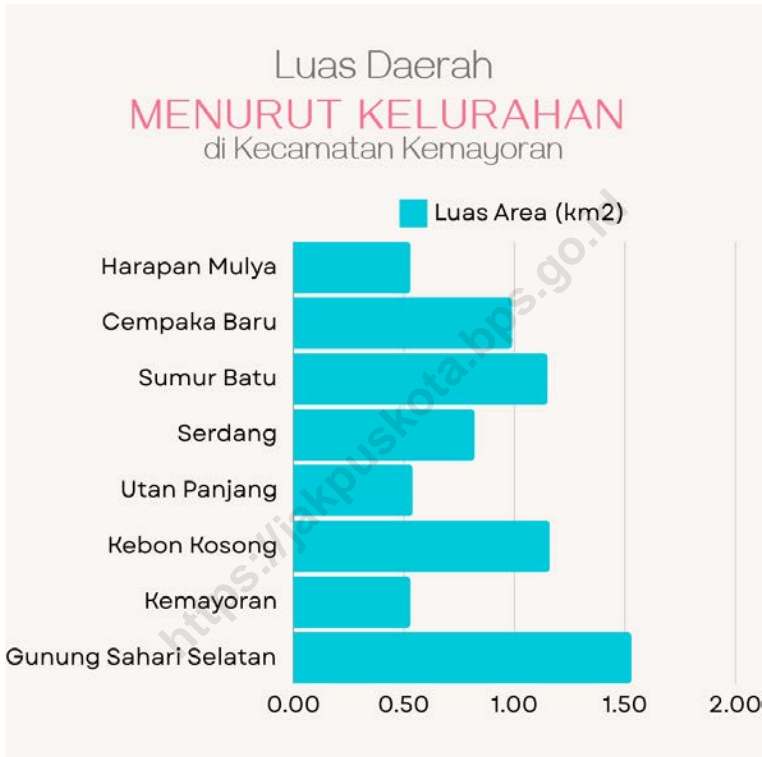 Luas Daerah
MENURUT KELURAHAN
di Kecamatan Kemayoran
Luas Area (km2)
Harapan Mulya
Cempaka Baru
Sumur Batu
Serdang
Utan Panjang
Kebon Kosong
Kemayoran
Gunung Sahari Selatan
0.00 0.50 1.00 1.50 2.00
https://jakpuskota.bps.go.id